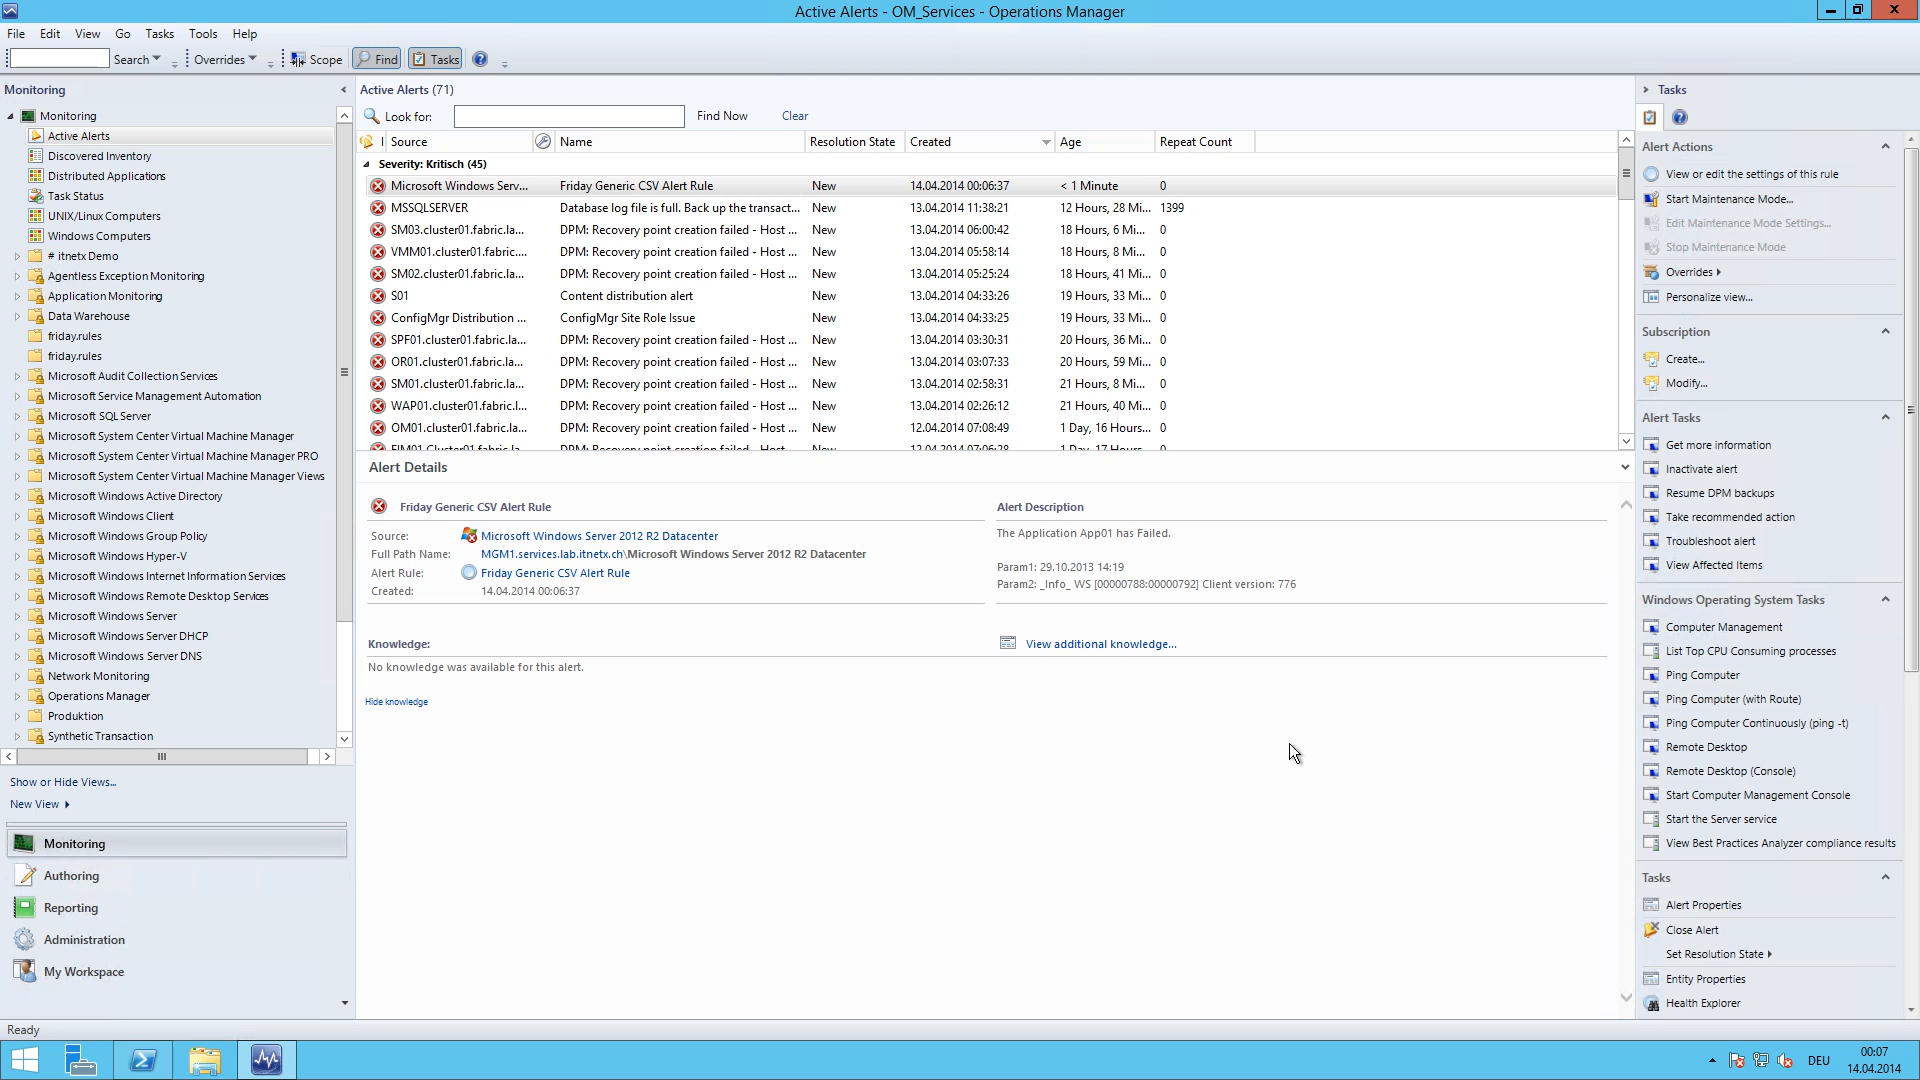 Active Alerts - OM_Services - Operations Manager
File Edit View Go Tasks Tools Help
Search Overrides Scope Find Tasks
Monitoring
Monitoring
Active Alerts
Discovered Inventory
Distributed Applications
Task Status
UNIX/Linux Computers
Windows Computers
# itnetx Demo
Agentless Exception Monitoring
Application Monitoring
Data Warehouse
friday.rules
friday.rules
Microsoft Audit Collection Services
Microsoft Service Management Automation
Microsoft SQL Server
Microsoft System Center Virtual Machine Manager
Microsoft System Center Virtual Machine Manager PRO
Microsoft System Center Virtual Machine Manager Views
Microsoft Windows Active Directory
Microsoft Windows Client
Microsoft Windows Group Policy
Microsoft Windows Hyper-V
Microsoft Windows Internet Information Services
Microsoft Windows Remote Desktop Services
Microsoft Windows Server
Microsoft Windows Server DHCP
Microsoft Windows Server DNS
Network Monitoring
Operations Manager
Produktion
Synthetic Transaction
Show or Hide Views...
New View
Monitoring
Authoring
Reporting
Administration
My Workspace
Active Alerts (71)
Look for: Find Now Clear
I Source Name Resolution State Created Age Repeat Count
Severity: Kritisch (45)
Microsoft Windows Serv... Friday Generic CSV Alert Rule New 14.04.2014 00:06:37 < 1 Minute 0
MSSQLSERVER Database log file is full. Back up the transact... New 13.04.2014 11:38:21 12 Hours, 28 Mi... 1399
SM03.cluster01.fabric.la... DPM: Recovery point creation failed - Host ... New 13.04.2014 06:00:42 18 Hours, 6 Mi... 0
VMM01.cluster01.fabric.... DPM: Recovery point creation failed - Host ... New 13.04.2014 05:58:14 18 Hours, 8 Mi... 0
SM02.cluster01.fabric.la... DPM: Recovery point creation failed - Host ... New 13.04.2014 05:25:24 18 Hours, 41 Mi... 0
S01 Content distribution alert New 13.04.2014 04:33:26 19 Hours, 33 Mi... 0
ConfigMgr Distribution ... ConfigMgr Site Role Issue New 13.04.2014 04:33:25 19 Hours, 33 Mi... 0
SPF01.cluster01.fabric.la... DPM: Recovery point creation failed - Host ... New 13.04.2014 03:30:31 20 Hours, 36 Mi... 0
OR01.cluster01.fabric.la... DPM: Recovery point creation failed - Host ... New 13.04.2014 03:07:33 20 Hours, 59 Mi... 0
SM01.cluster01.fabric.la... DPM: Recovery point creation failed - Host ... New 13.04.2014 02:58:31 21 Hours, 8 Mi... 0
WAP01.cluster01.fabric.l... DPM: Recovery point creation failed - Host ... New 13.04.2014 02:26:12 21 Hours, 40 Mi... 0
OM01.cluster01.fabric.la... DPM: Recovery point creation failed - Host ... New 12.04.2014 07:08:49 1 Day, 16 Hours... 0
Alert Details
Friday Generic CSV Alert Rule
Source: Microsoft Windows Server 2012 R2 Datacenter
Full Path Name: MGM1.services.lab.itnetx.ch\Microsoft Windows Server 2012 R2 Datacenter
Alert Rule: Friday Generic CSV Alert Rule
Created: 14.04.2014 00:06:37
Alert Description
The Application App01 has Failed.
Param1: 29.10.2013 14:19
Param2: _Info_ WS [00000788:00000792] Client version: 776
Knowledge:
View additional knowledge...
No knowledge was available for this alert.
Hide knowledge
Tasks
Alert Actions
View or edit the settings of this rule
Start Maintenance Mode...
Edit Maintenance Mode Settings...
Stop Maintenance Mode
Overrides
Personalize view...
Subscription
Create...
Modify...
Alert Tasks
Get more information
Inactivate alert
Resume DPM backups
Take recommended action
Troubleshoot alert
View Affected Items
Windows Operating System Tasks
Computer Management
List Top CPU Consuming processes
Ping Computer
Ping Computer (with Route)
Ping Computer Continuously (ping -t)
Remote Desktop
Remote Desktop (Console)
Start Computer Management Console
Start the Server service
View Best Practices Analyzer compliance results
Tasks
Alert Properties
Close Alert
Set Resolution State
Entity Properties
Health Explorer
Ready
DEU
00:07
14.04.2014